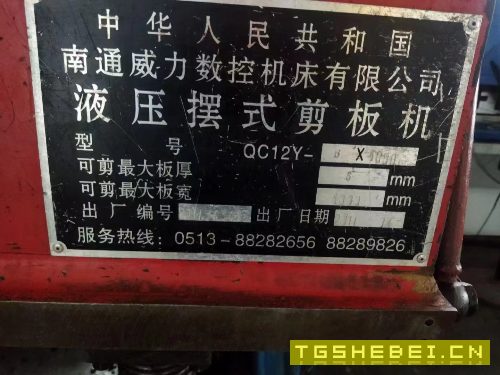 中华人民共和国
南通威力数控机床有限公司
液压摆式剪板机
型 号 QC12Y- X
可剪最大板厚 mm
可剪最大板宽 mm
出厂编号 出厂日期
服务热线: 0513-88282656 88289826
TGSHEBEI.CN